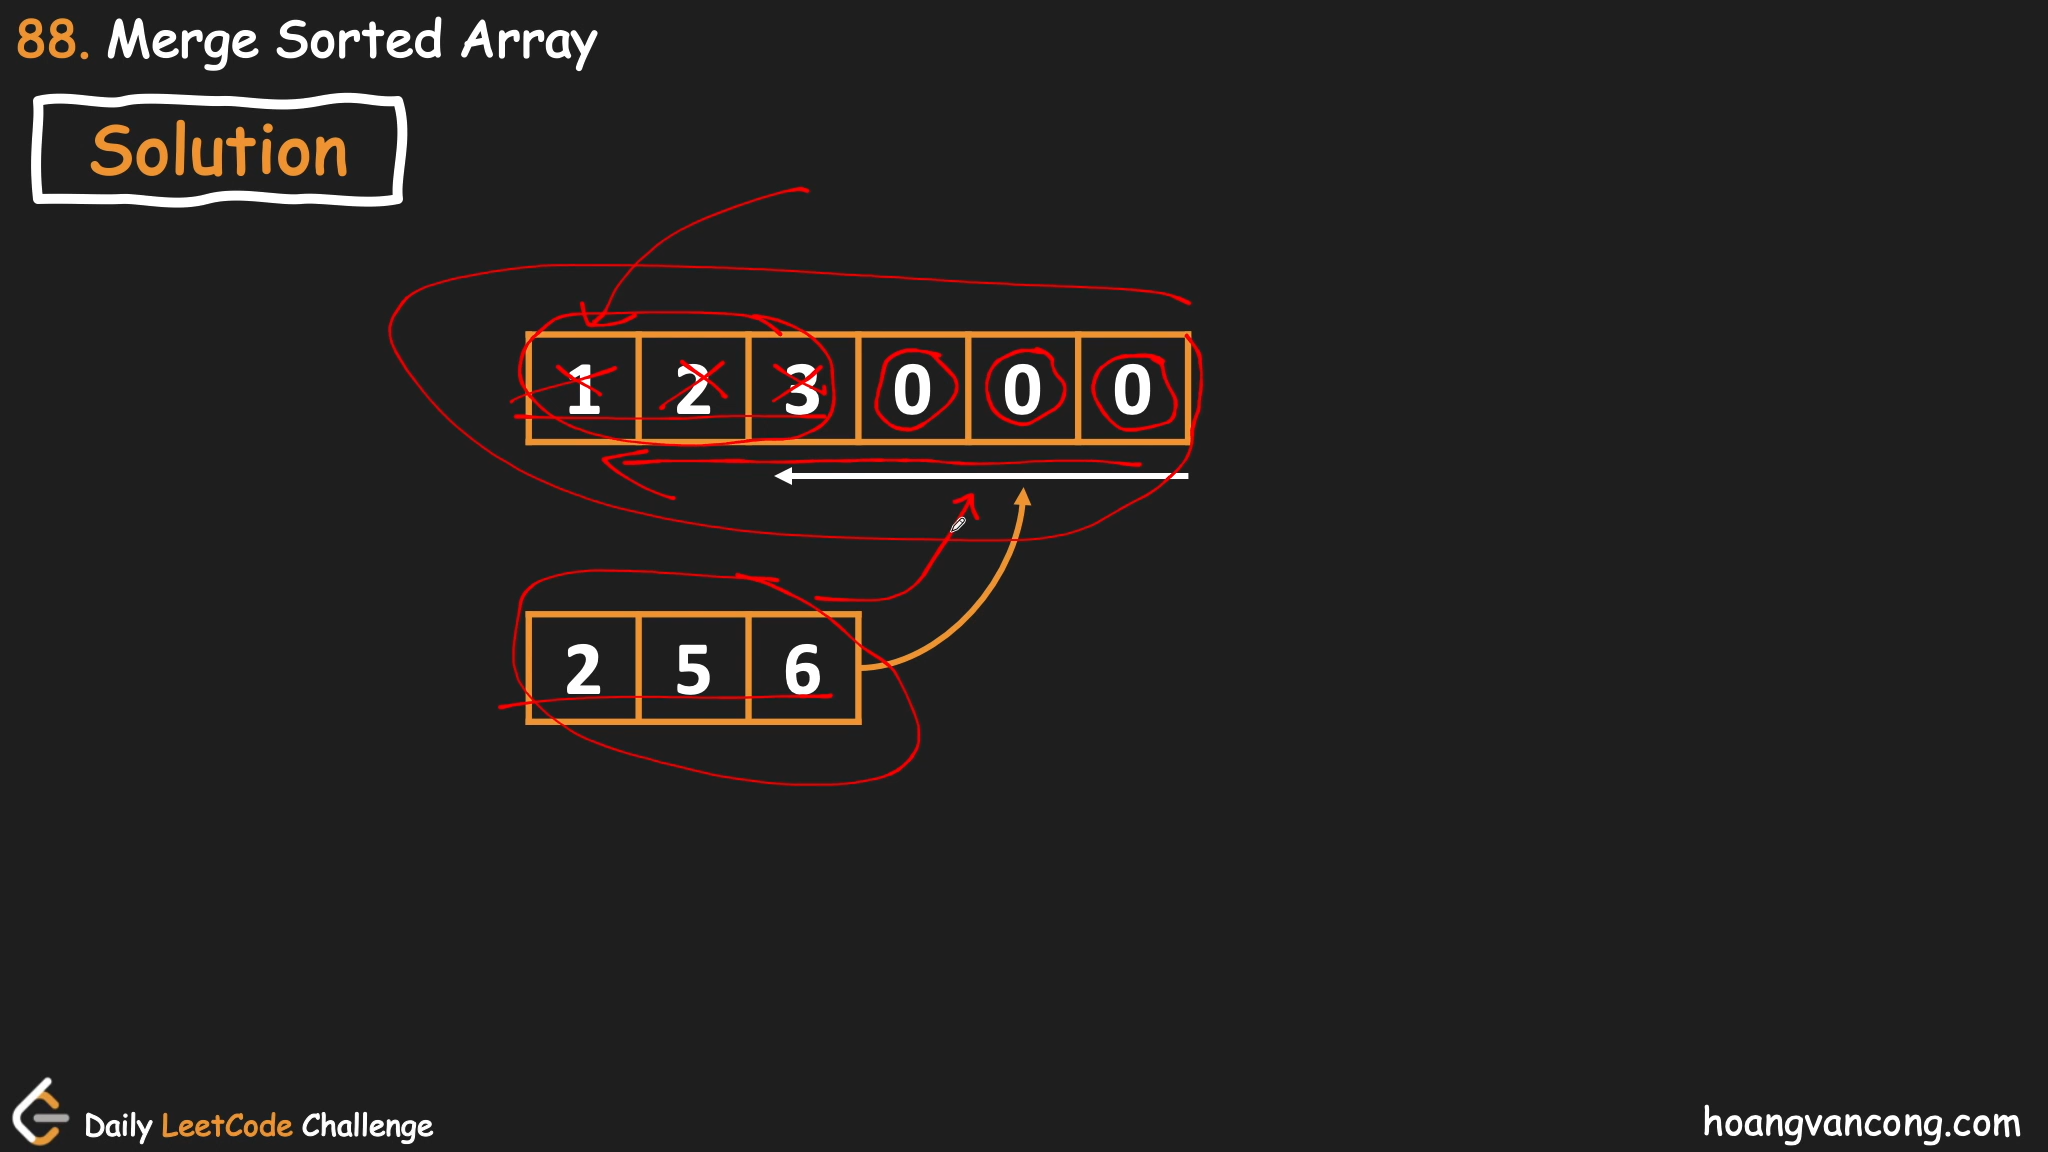 88. Merge Sorted Array
Solution
1 2 3 0 0 0
2 5 6
Daily LeetCode Challenge
hoangvancong.com